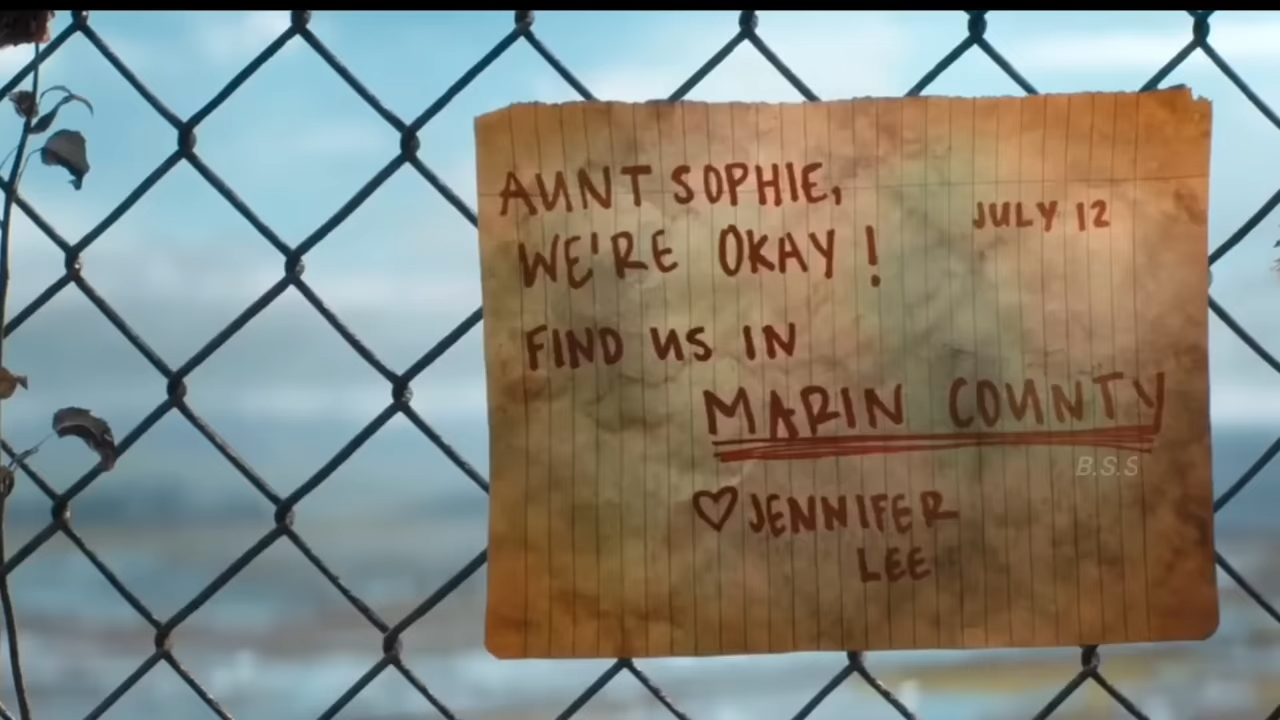 AUNT SOPHIE,
JULY 12
WE'RE OKAY!
FIND US IN
MARIN COUNTY
B.S.S
♡ JENNIFER
LEE